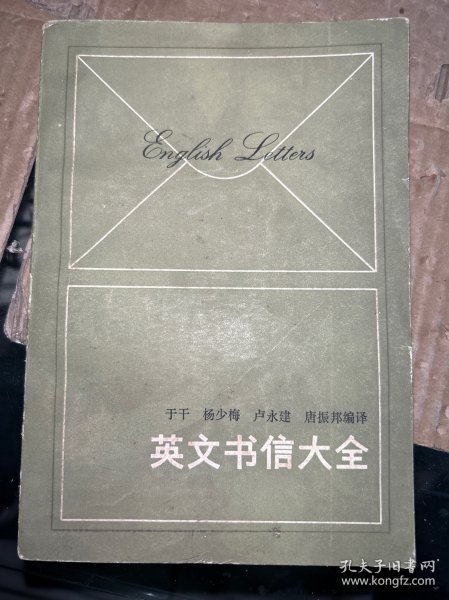 English Letters
于干 杨少梅 卢永建 唐振邦编译
英文书信大全
孔夫子旧书网
www.kongfz.com